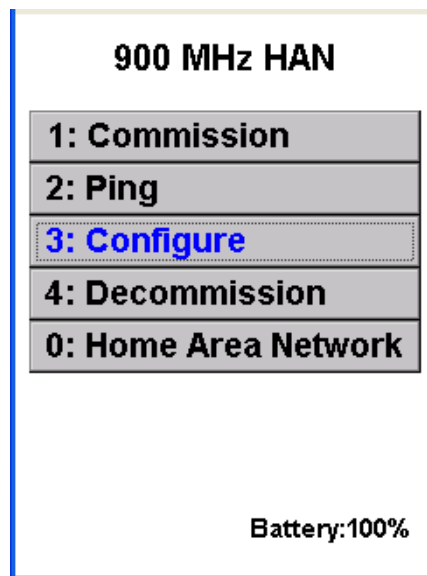 900 MHz HAN
1: Commission
2: Ping
3: Configure
4: Decommission
0: Home Area Network
Battery:100%